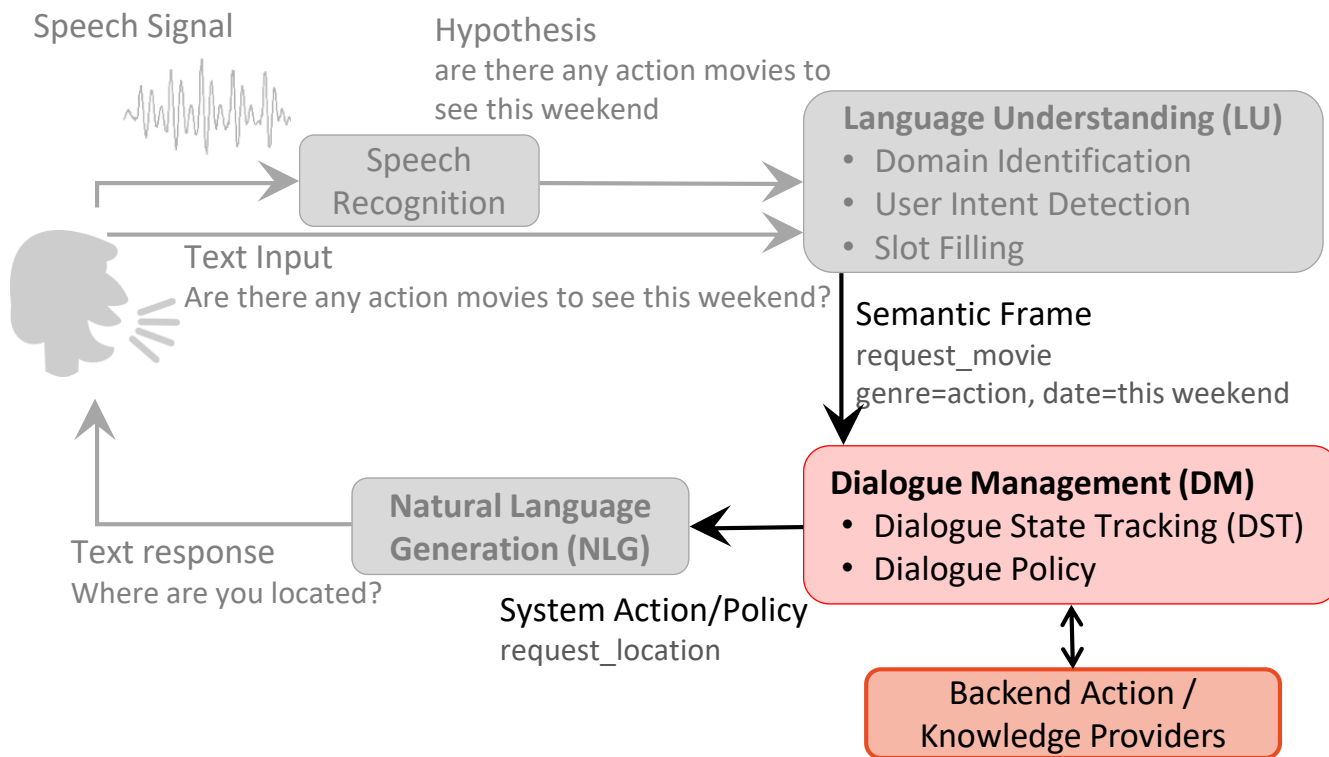 Speech Signal
Hypothesis
are there any action movies to
see this weekend
Speech
Recognition
Language Understanding (LU)
• Domain Identification
• User Intent Detection
• Slot Filling
Text Input
Are there any action movies to see this weekend?
Semantic Frame
request_movie
genre=action, date=this weekend
Dialogue Management (DM)
• Dialogue State Tracking (DST)
• Dialogue Policy
Natural Language
Generation (NLG)
Text response
Where are you located?
System Action/Policy
request_location
Backend Action /
Knowledge Providers